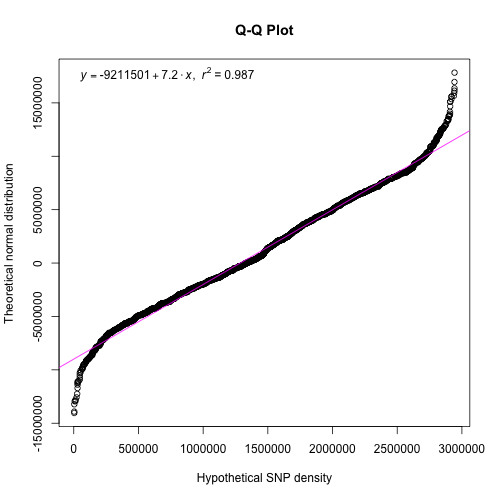 Q-Q Plot
y = -9211501 + 7.2 · x, r² = 0.987
Theoretical normal distribution
15000000
5000000
0
-5000000
-15000000
0 500000 1000000 1500000 2000000 2500000 3000000
Hypothetical SNP density